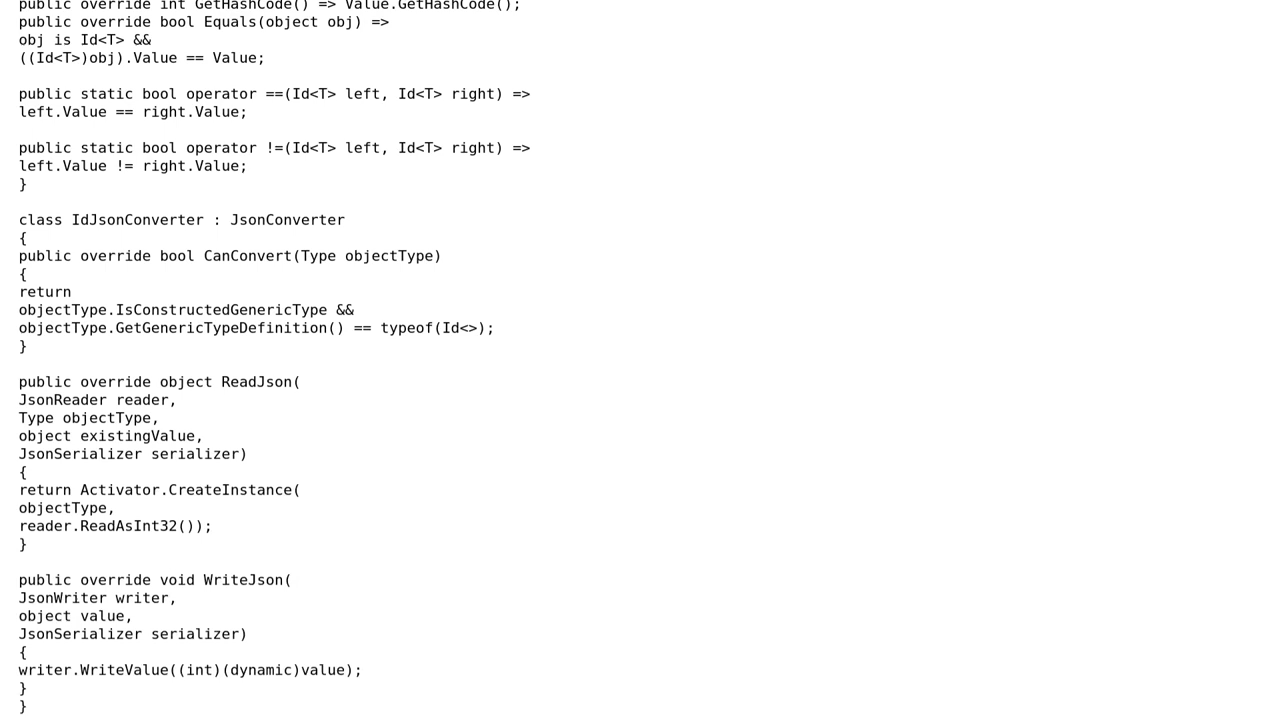 public override int GetHashCode() => Value.GetHashCode();
public override bool Equals(object obj) =>
obj is Id<T> &&
((Id<T>)obj).Value == Value;

public static bool operator ==(Id<T> left, Id<T> right) =>
left.Value == right.Value;

public static bool operator !=(Id<T> left, Id<T> right) =>
left.Value != right.Value;
}

class IdJsonConverter : JsonConverter
{
public override bool CanConvert(Type objectType)
{
return
objectType.IsConstructedGenericType &&
objectType.GetGenericTypeDefinition() == typeof(Id<>);
}

public override object ReadJson(
JsonReader reader,
Type objectType,
object existingValue,
JsonSerializer serializer)
{
return Activator.CreateInstance(
objectType,
reader.ReadAsInt32());
}

public override void WriteJson(
JsonWriter writer,
object value,
JsonSerializer serializer)
{
writer.WriteValue((int)(dynamic)value);
}
}